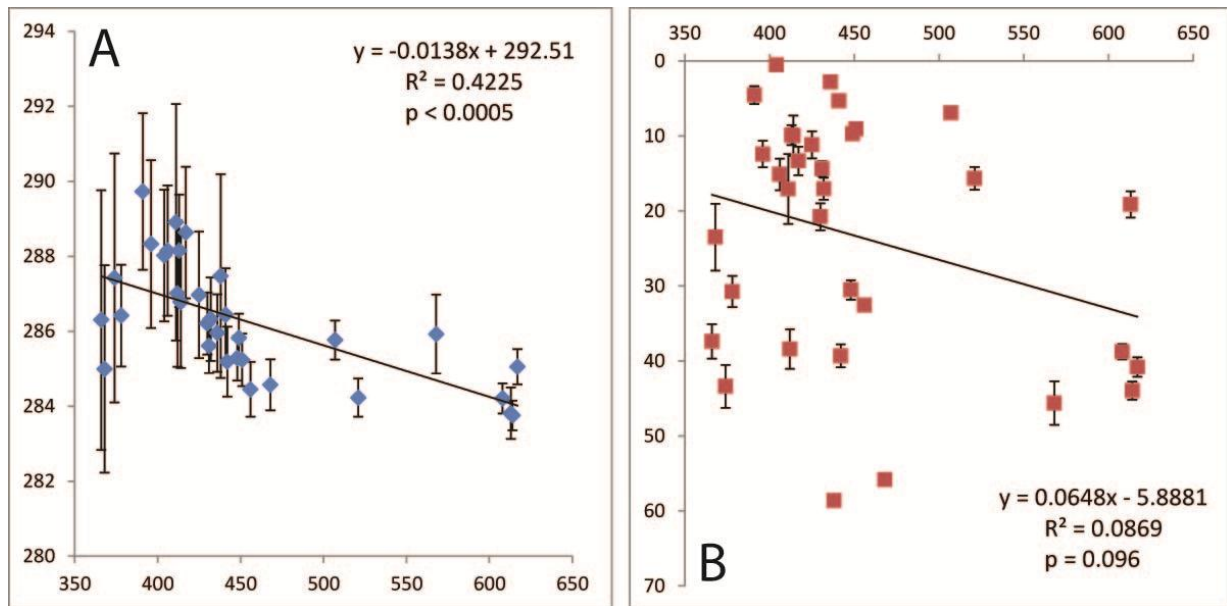 A
y = -0.0138x + 292.51
R² = 0.4225
p < 0.0005
294
292
290
288
286
284
282
280
350 400 450 500 550 600 650
350 400 450 500 550 600 650
0
10
20
30
40
50
60
70
y = 0.0648x - 5.8881
R² = 0.0869
p = 0.096
B